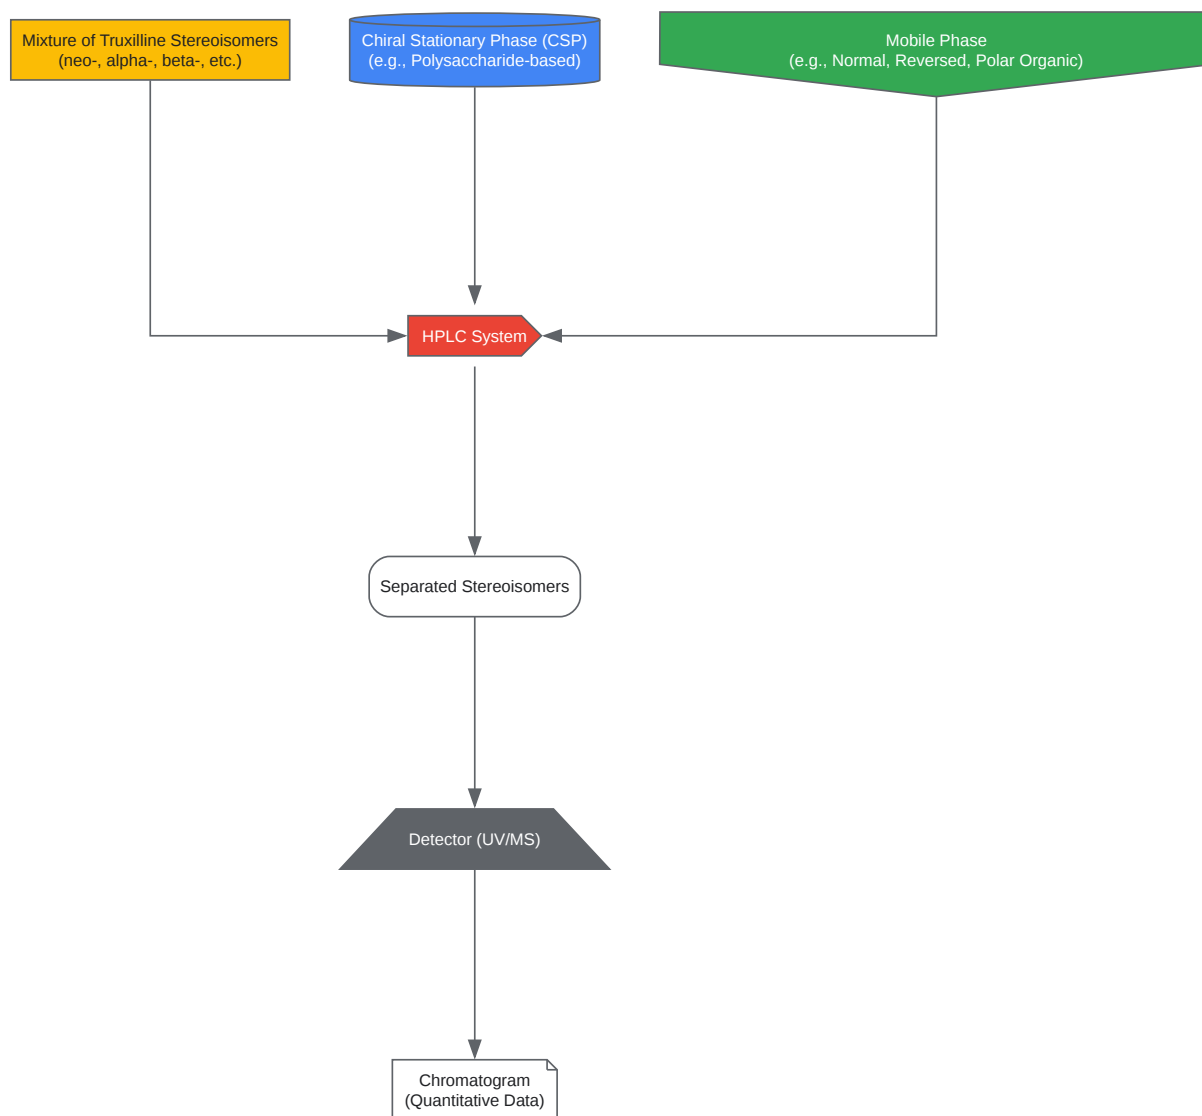 Mixture of Truxilline Stereoisomers
(neo-, alpha-, beta-, etc.)
Chiral Stationary Phase (CSP)
(e.g., Polysaccharide-based)
Mobile Phase
(e.g., Normal, Reversed, Polar Organic)
HPLC System
Separated Stereoisomers
Detector (UV/MS)
Chromatogram
(Quantitative Data)